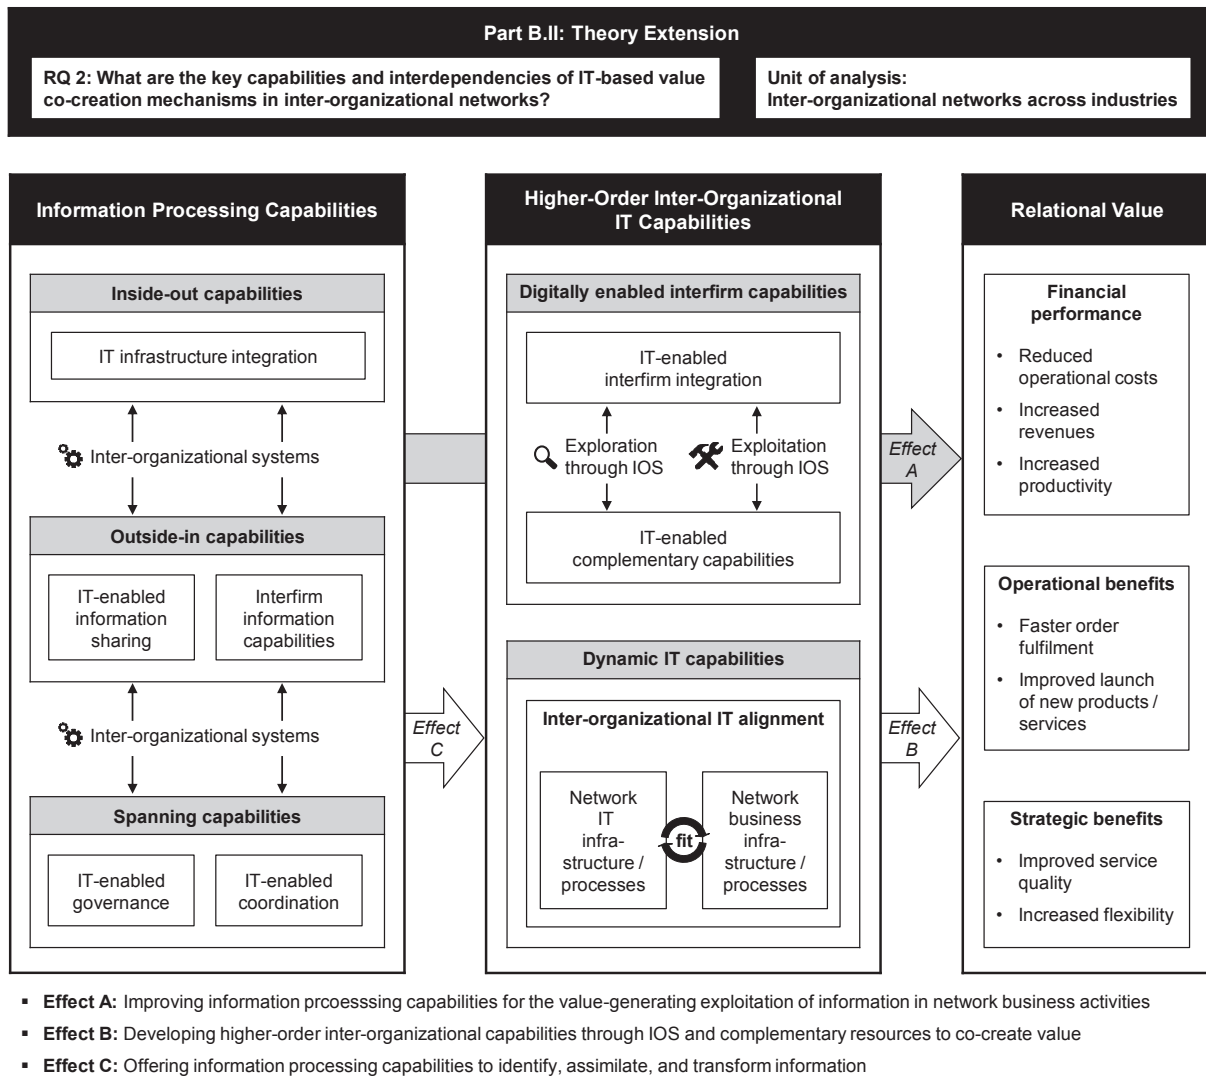 Part B.II: Theory Extension
RQ 2: What are the key capabilities and interdependencies of IT-based value
co-creation mechanisms in inter-organizational networks?
Unit of analysis:
Inter-organizational networks across industries
Information Processing Capabilities
Inside-out capabilities
IT infrastructure integration
Inter-organizational systems
Outside-in capabilities
IT-enabled
information
sharing
Interfirm
information
capabilities
Inter-organizational systems
Spanning capabilities
IT-enabled
governance
IT-enabled
coordination
Effect
C
Higher-Order Inter-Organizational
IT Capabilities
Digitally enabled interfirm capabilities
IT-enabled
interfirm integration
Exploration
through IOS
Exploitation
through IOS
IT-enabled
complementary capabilities
Dynamic IT capabilities
Inter-organizational IT alignment
Network
IT
infra-
structure /
processes
fit
Network
business
infra-
structure /
processes
Effect
A
Effect
B
Relational Value
Financial
performance
• Reduced
operational costs
• Increased
revenues
• Increased
productivity
Operational benefits
• Faster order
fulfilment
• Improved launch
of new products /
services
Strategic benefits
• Improved service
quality
• Increased flexibility
▪ Effect A: Improving information prcoesssing capabilities for the value-generating exploitation of information in network business activities
▪ Effect B: Developing higher-order inter-organizational capabilities through IOS and complementary resources to co-create value
▪ Effect C: Offering information processing capabilities to identify, assimilate, and transform information